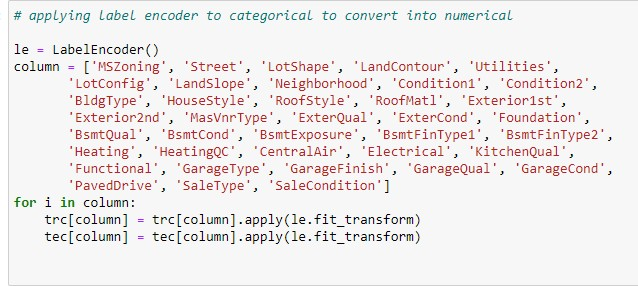 # applying label encoder to categorical to convert into numerical
le = LabelEncoder()
column = ['MSZoning', 'Street', 'LotShape', 'LandContour', 'Utilities',
'LotConfig', 'LandSlope', 'Neighborhood', 'Condition1', 'Condition2',
'BldgType', 'HouseStyle', 'RoofStyle', 'RoofMatl', 'Exterior1st',
'Exterior2nd', 'MasVnrType', 'ExterQual', 'ExterCond', 'Foundation',
'BsmtQual', 'BsmtCond', 'BsmtExposure', 'BsmtFinType1', 'BsmtFinType2',
'Heating', 'HeatingQC', 'CentralAir', 'Electrical', 'KitchenQual',
'Functional', 'GarageType', 'GarageFinish', 'GarageQual', 'GarageCond',
'PavedDrive', 'SaleType', 'SaleCondition']
for i in column:
trc[column] = trc[column].apply(le.fit_transform)
tec[column] = tec[column].apply(le.fit_transform)